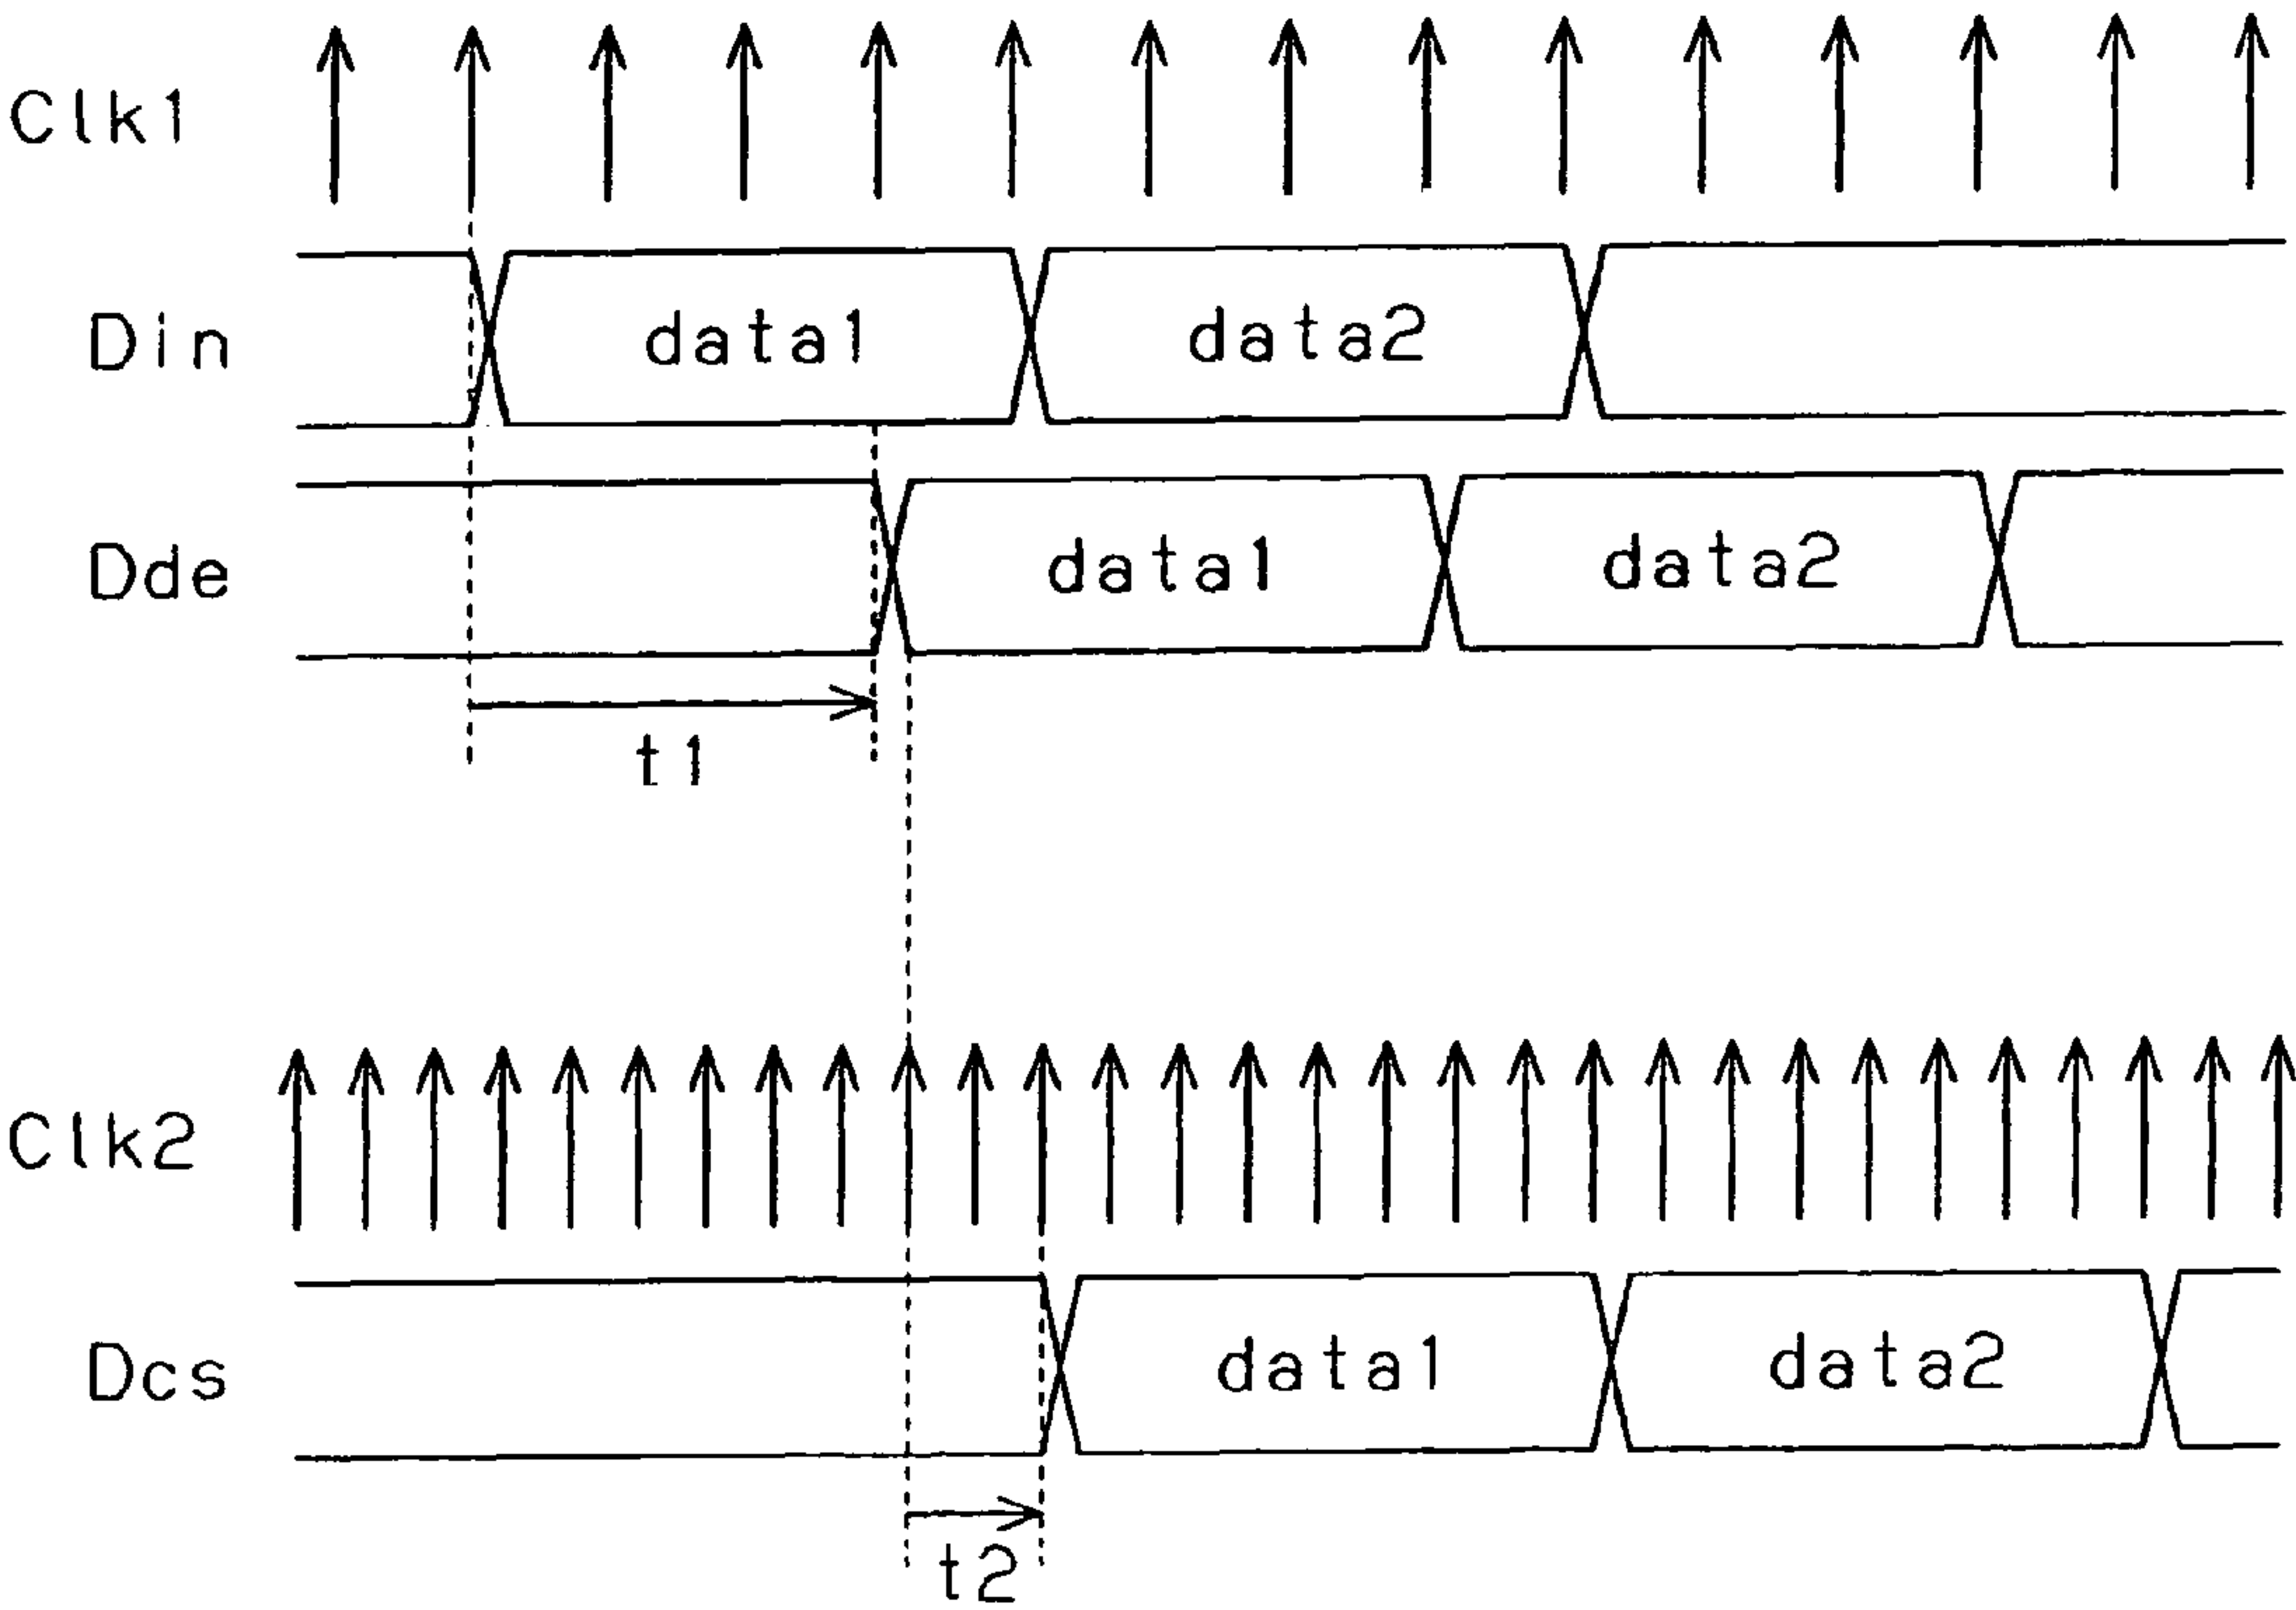 Clk1
Din data1 data2
Dde data1 data2
t1
Clk2
Dcs data1 data2
t2